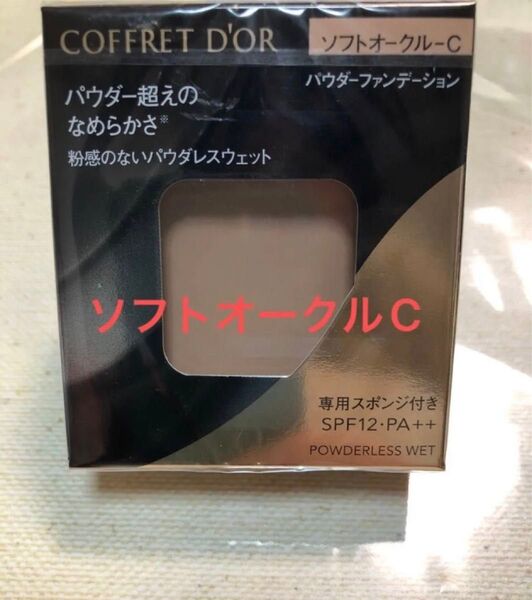 COFFRET D'OR
ソフトオークル-C
パウダーファンデーション
パウダー超えの
なめらかさ※
粉感のないパウダレスウェット
ソフトオークルC
専用スポンジ付き
SPF12・PA++
POWDERLESS WET